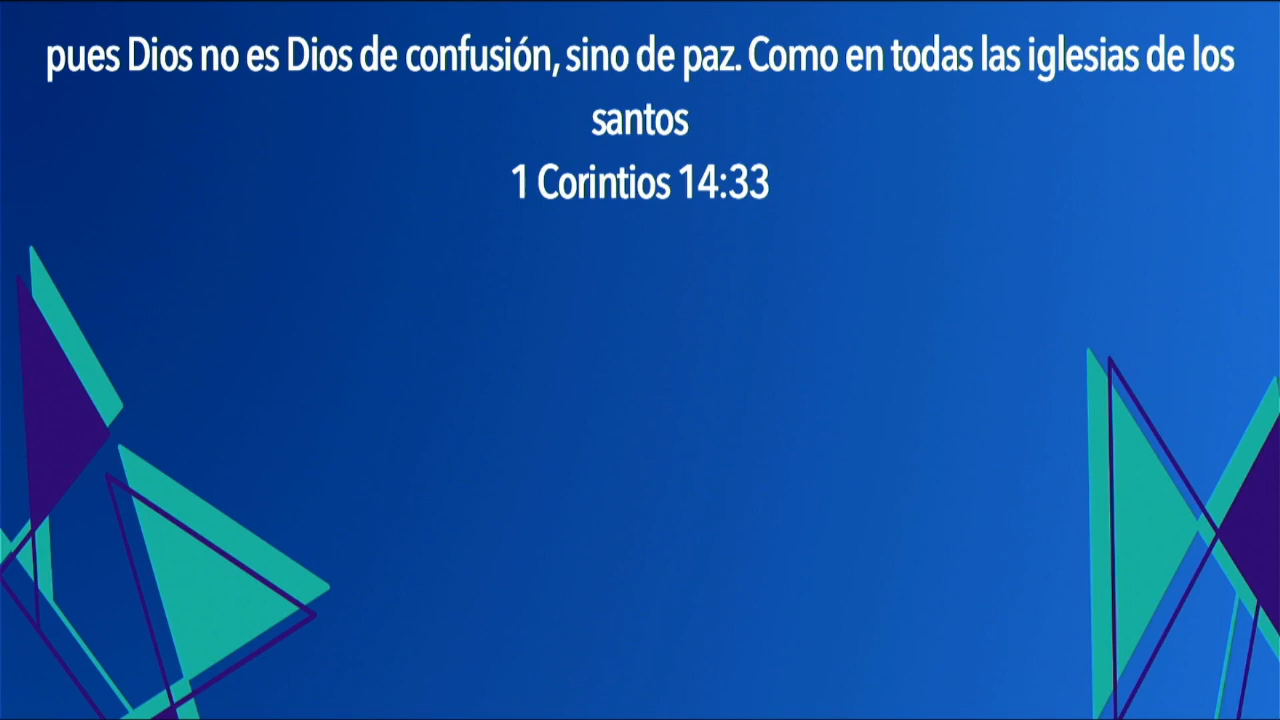 pues Dios no es Dios de confusión, sino de paz. Como en todas las iglesias de los
santos
1 Corintios 14:33